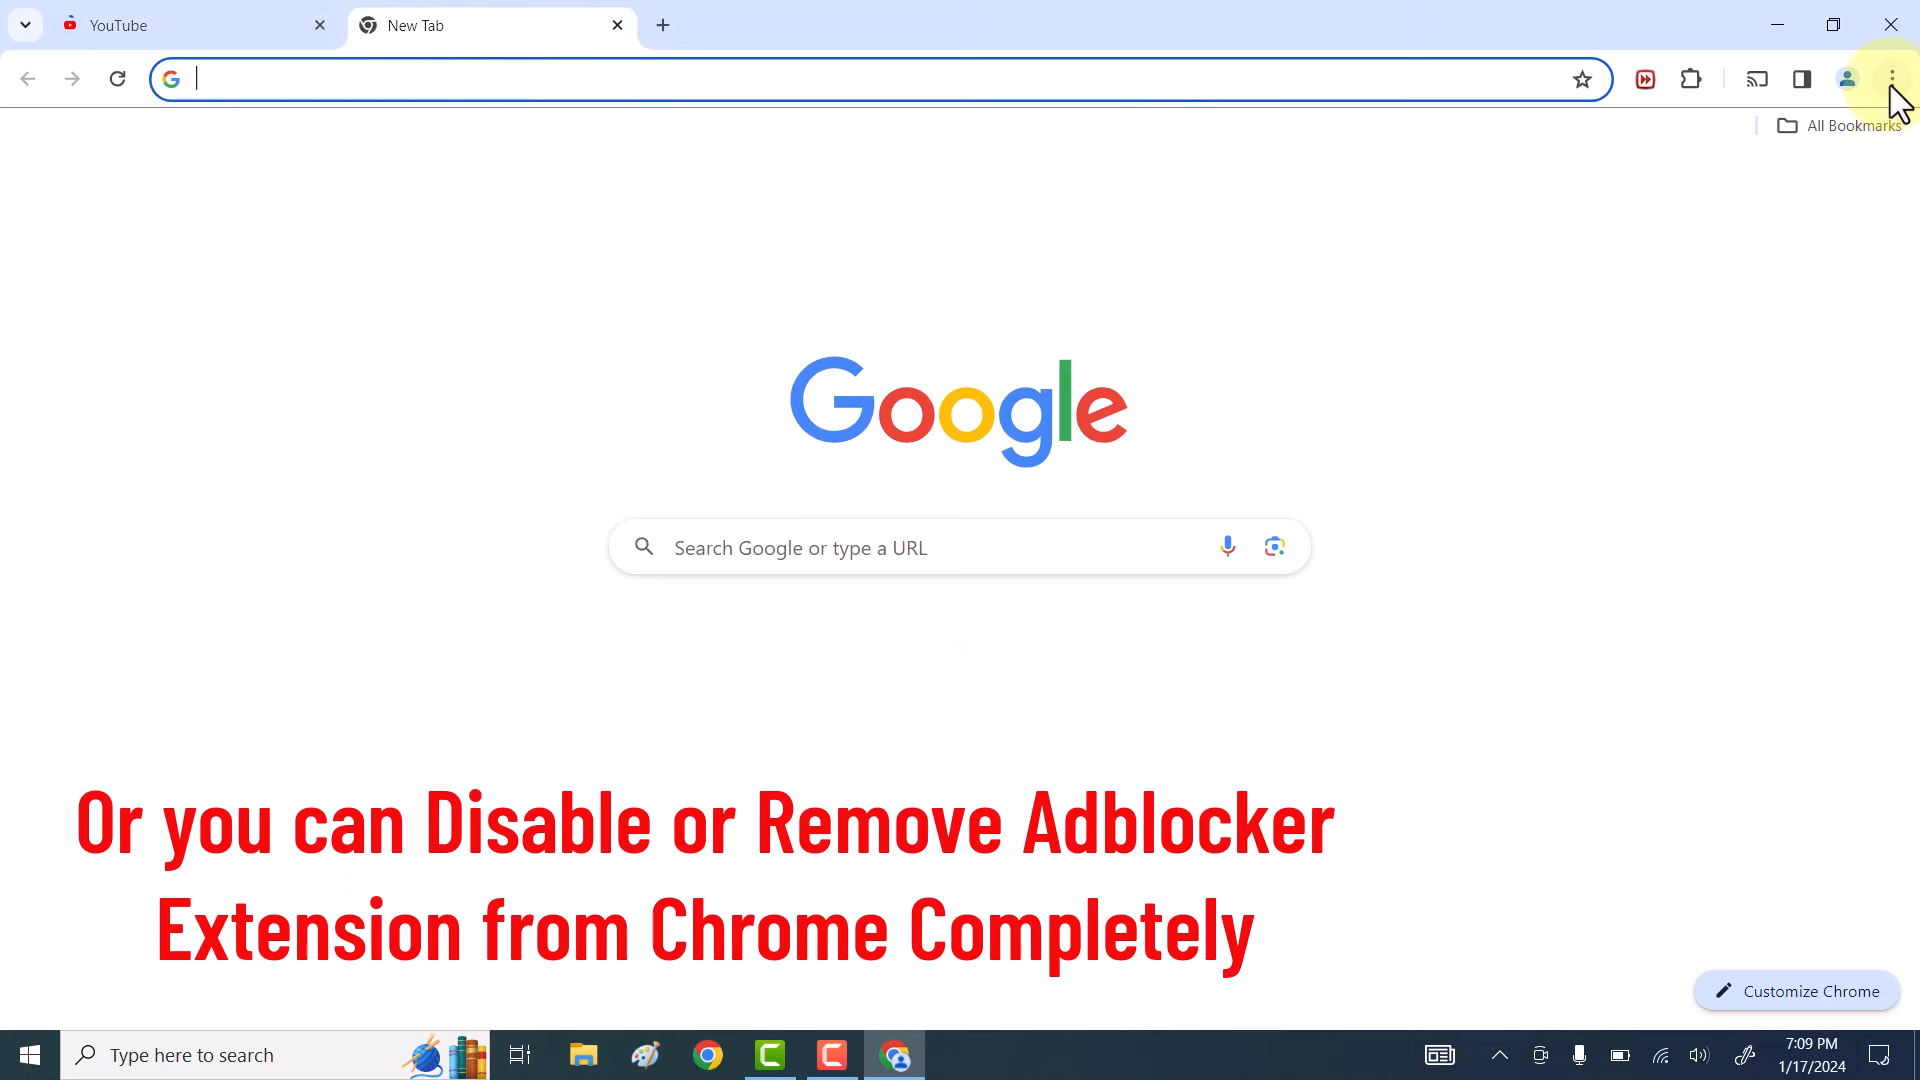 YouTube
New Tab
All Bookmarks
Google
Search Google or type a URL
Or you can Disable or Remove Adblocker
Extension from Chrome Completely
Customize Chrome
Type here to search
7:09 PM
1/17/2024